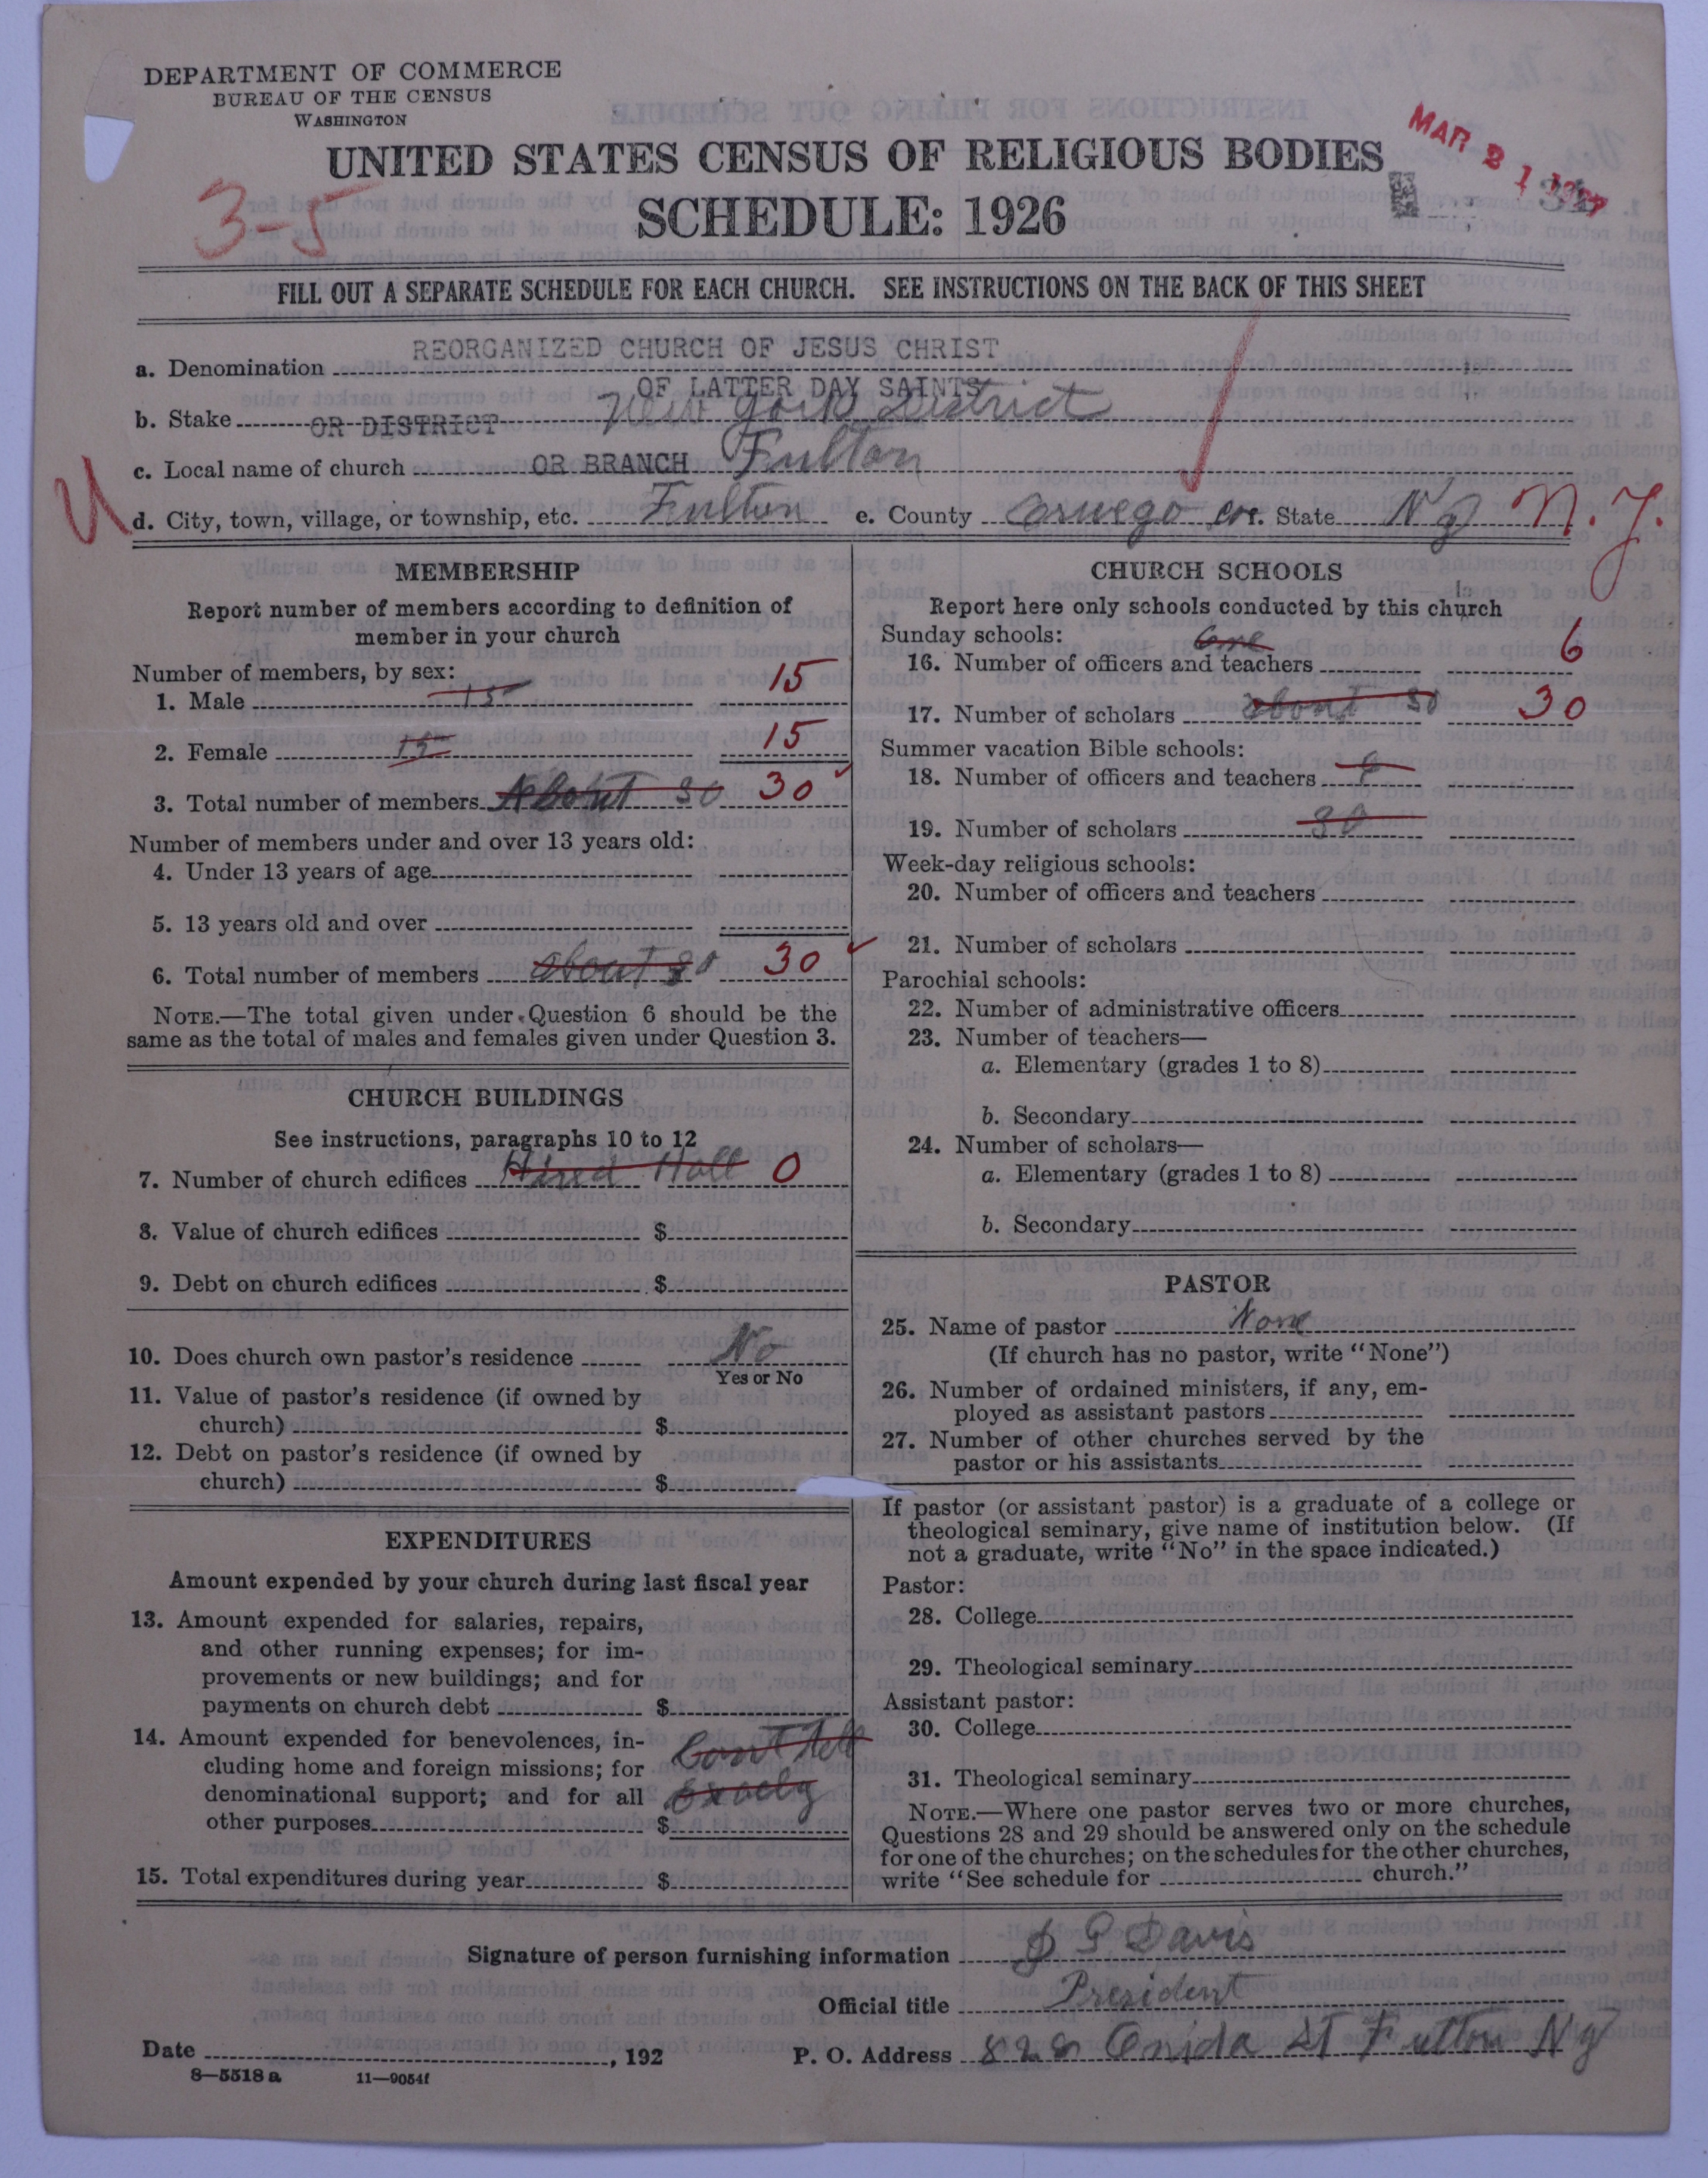 DEPARTMENT OF COMMERCE
BUREAU OF THE CENSUS
WASHINGTON
UNITED STATES CENSUS OF RELIGIOUS BODIES
MAR 21 1927
3-5
SCHEDULE: 1926
FILL OUT A SEPARATE SCHEDULE FOR EACH CHURCH. SEE INSTRUCTIONS ON THE BACK OF THIS SHEET
REORGANIZED CHURCH OF JESUS CHRIST
a. Denomination
OF LATTER DAY SAINTS
b. Stake OR DISTRICT New York District
c. Local name of church OR BRANCH Fulton
U d. City, town, village, or township, etc. Fulton e. County Oswego co. State N y N. Y.
MEMBERSHIP
Report number of members according to definition of
member in your church
Number of members, by sex:
1. Male 15 15
2. Female 15 15
3. Total number of members About 30 30
Number of members under and over 13 years old:
4. Under 13 years of age
5. 13 years old and over
6. Total number of members about 30 30
NOTE.—The total given under Question 6 should be the
same as the total of males and females given under Question 3.
CHURCH BUILDINGS
See instructions, paragraphs 10 to 12
7. Number of church edifices Hired Hall 0
8. Value of church edifices $
9. Debt on church edifices $
10. Does church own pastor's residence No
Yes or No
11. Value of pastor's residence (if owned by
church) $
12. Debt on pastor's residence (if owned by
church) $
EXPENDITURES
Amount expended by your church during last fiscal year
13. Amount expended for salaries, repairs,
and other running expenses; for im-
provements or new buildings; and for
payments on church debt $
14. Amount expended for benevolences, in- Cant tell
cluding home and foreign missions; for
denominational support; and for all
other purposes $
15. Total expenditures during year $
CHURCH SCHOOLS
Report here only schools conducted by this church
Sunday schools: One
16. Number of officers and teachers 6
17. Number of scholars about 30 30
Summer vacation Bible schools:
18. Number of officers and teachers 6
19. Number of scholars 30
Week-day religious schools:
20. Number of officers and teachers
21. Number of scholars
Parochial schools:
22. Number of administrative officers
23. Number of teachers—
a. Elementary (grades 1 to 8)
b. Secondary
24. Number of scholars—
a. Elementary (grades 1 to 8)
b. Secondary
PASTOR
25. Name of pastor None
(If church has no pastor, write "None")
26. Number of ordained ministers, if any, em-
ployed as assistant pastors
27. Number of other churches served by the
pastor or his assistants
If pastor (or assistant pastor) is a graduate of a college or
theological seminary, give name of institution below. (If
not a graduate, write "No" in the space indicated.)
Pastor:
28. College
29. Theological seminary
Assistant pastor:
30. College
31. Theological seminary
NOTE.—Where one pastor serves two or more churches,
Questions 28 and 29 should be answered only on the schedule
for one of the churches; on the schedules for the other churches,
write "See schedule for church."
Signature of person furnishing information G Davis
Official title President
Date , 192
P. O. Address 828 Onida St Fulton N y
8—5518 a 11—9054f